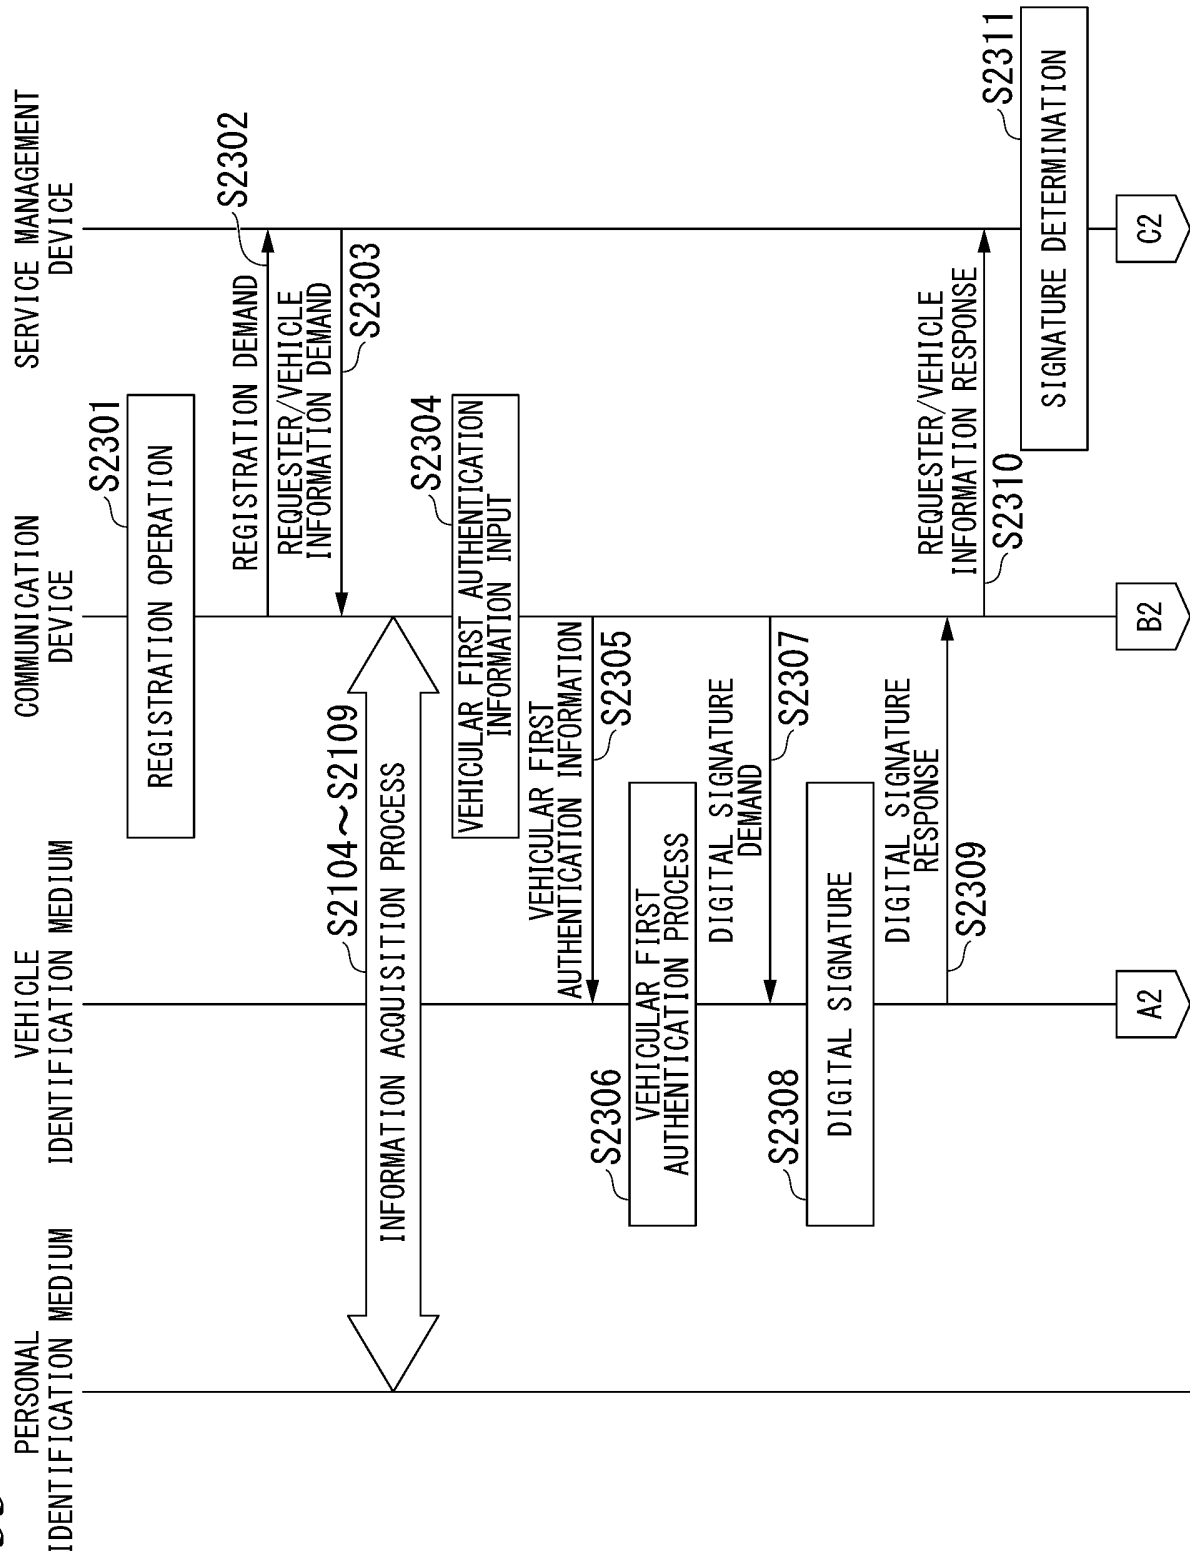 PERSONAL
IDENTIFICATION MEDIUM
VEHICLE
IDENTIFICATION MEDIUM
COMMUNICATION
DEVICE
SERVICE MANAGEMENT
DEVICE
S2301
REGISTRATION OPERATION
S2302
REGISTRATION DEMAND
REQUESTER/VEHICLE
INFORMATION DEMAND
S2303
S2104~S2109
INFORMATION ACQUISITION PROCESS
S2304
VEHICULAR FIRST AUTHENTICATION
INFORMATION INPUT
VEHICULAR FIRST
AUTHENTICATION INFORMATION
S2305
S2306
VEHICULAR FIRST
AUTHENTICATION PROCESS
DIGITAL SIGNATURE
DEMAND
S2307
S2308
DIGITAL SIGNATURE
DIGITAL SIGNATURE
RESPONSE
S2309
REQUESTER/VEHICLE
INFORMATION RESPONSE
S2310
S2311
SIGNATURE DETERMINATION
A2
B2
C2